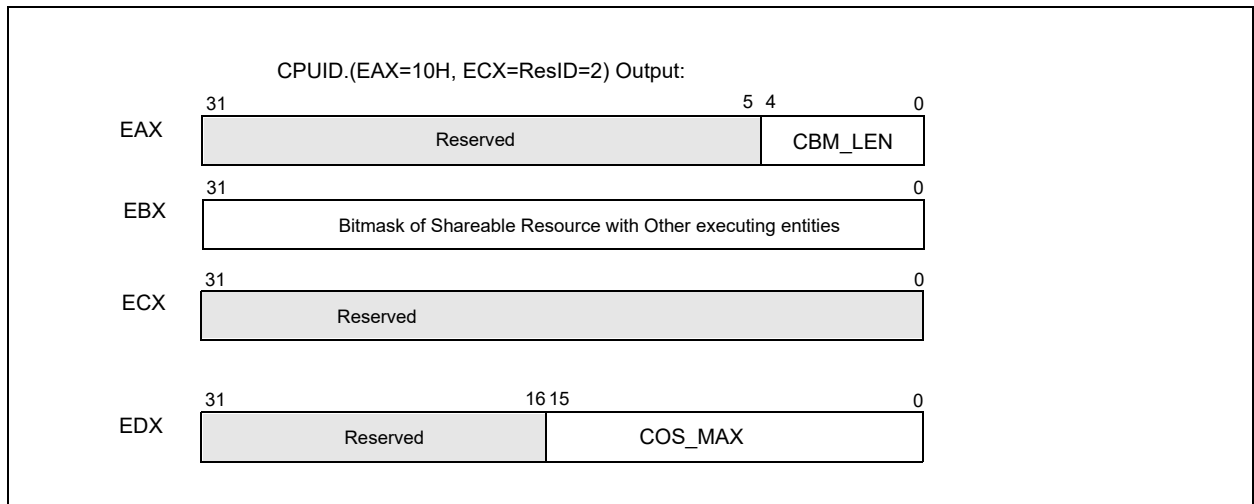 CPUID.(EAX=10H, ECX=ResID=2) Output:
31 5 4 0
EAX Reserved CBM_LEN
31 0
EBX Bitmask of Shareable Resource with Other executing entities
31 0
ECX Reserved
31 16 15 0
EDX Reserved COS_MAX